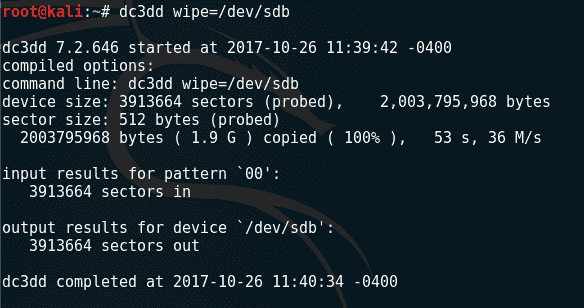 root@kali:~# dc3dd wipe=/dev/sdb
dc3dd 7.2.646 started at 2017-10-26 11:39:42 -0400
compiled options:
command line: dc3dd wipe=/dev/sdb
device size: 3913664 sectors (probed),    2,003,795,968 bytes
sector size: 512 bytes (probed)
  2003795968 bytes ( 1.9 G ) copied ( 100% ),   53 s, 36 M/s
input results for pattern `00':
   3913664 sectors in
output results for device `/dev/sdb':
   3913664 sectors out
dc3dd completed at 2017-10-26 11:40:34 -0400